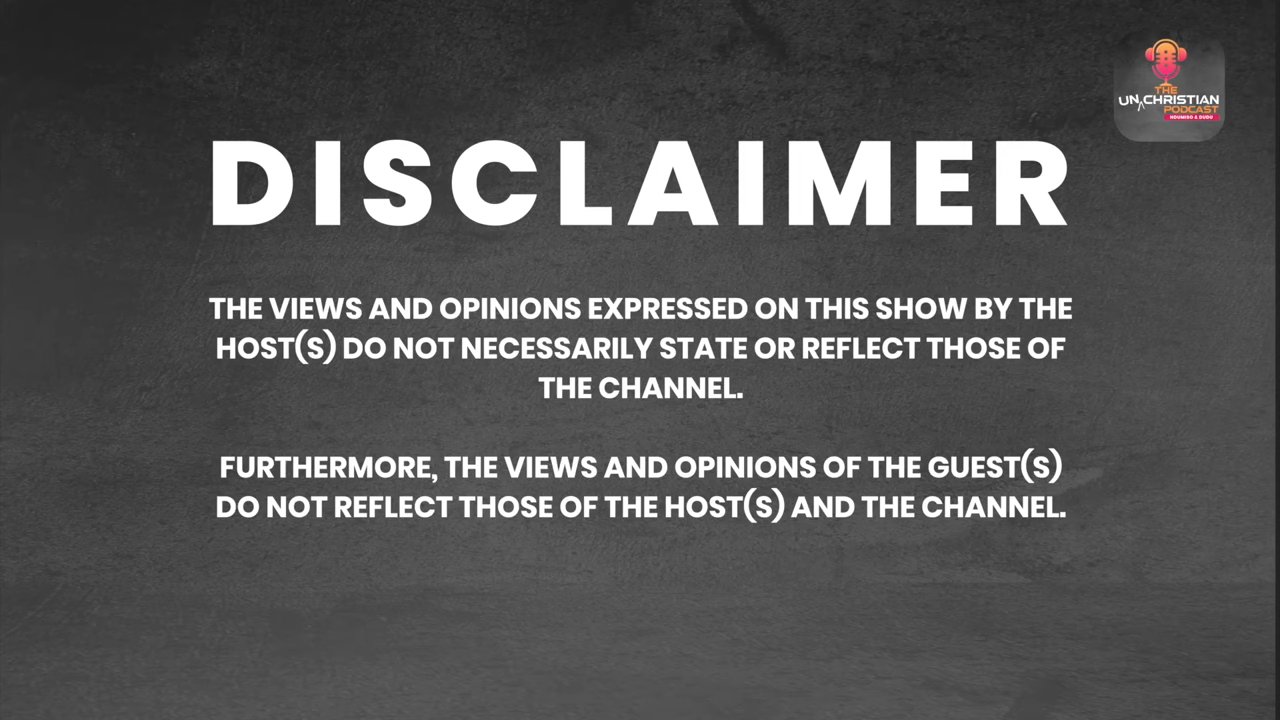 THE
UN CHRISTIAN
PODCAST
NDUMISO & DUDU
DISCLAIMER
THE VIEWS AND OPINIONS EXPRESSED ON THIS SHOW BY THE
HOST(S) DO NOT NECESSARILY STATE OR REFLECT THOSE OF
THE CHANNEL.
FURTHERMORE, THE VIEWS AND OPINIONS OF THE GUEST(S)
DO NOT REFLECT THOSE OF THE HOST(S) AND THE CHANNEL.